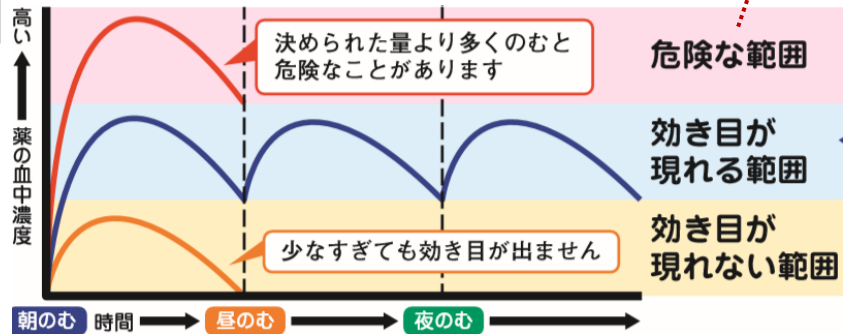 高い
薬の血中濃度
決められた量より多くのむと
危険なことがあります
少なすぎても効き目が出ません
危険な範囲
効き目が
現れる範囲
効き目が
現れない範囲
朝のむ 時間 昼のむ 夜のむ